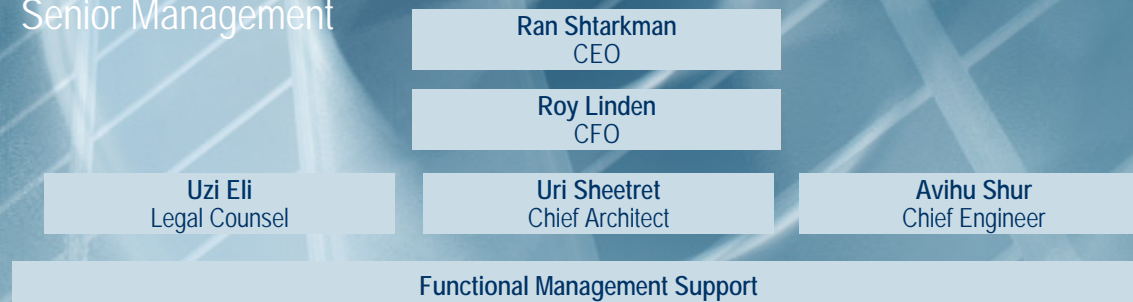 Senior Management
Ran Shtarkman
CEO
Roy Linden
CFO
Uzi Eli
Legal Counsel
Uri Sheetret
Chief Architect
Avihu Shur
Chief Engineer
Functional Management Support